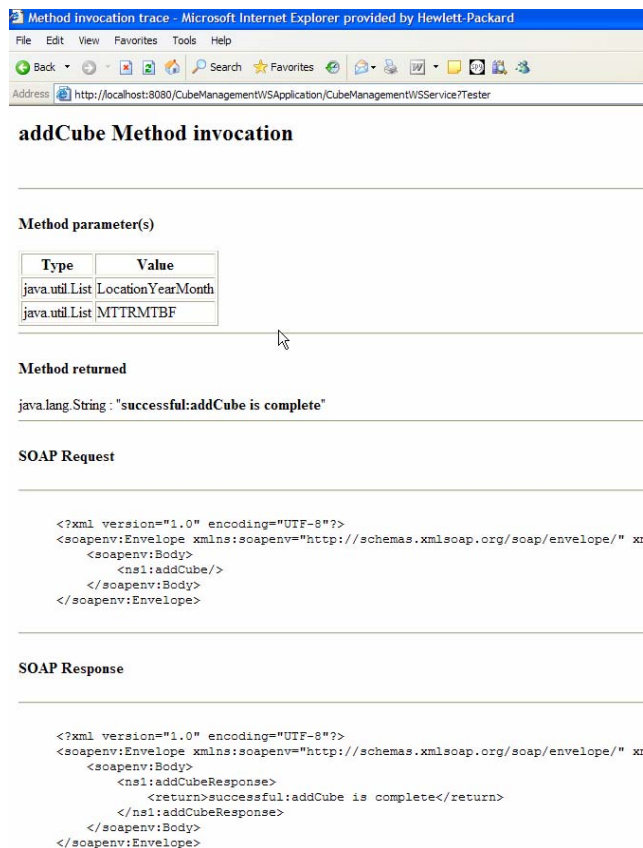 Method invocation trace - Microsoft Internet Explorer provided by Hewlett-Packard
File Edit View Favorites Tools Help
Back Search Favorites
Address http://localhost:8080/CubeManagementWSApplication/CubeManagementWSService?Tester
addCube Method invocation
Method parameter(s)
Type Value
java.util.List LocationYearMonth
java.util.List MTTRMTBF
Method returned
java.lang.String : "successful:addCube is complete"
SOAP Request
<?xml version="1.0" encoding="UTF-8"?>
<soapenv:Envelope xmlns:soapenv="http://schemas.xmlsoap.org/soap/envelope/" x
<soapenv:Body>
<ns1:addCube/>
</soapenv:Body>
</soapenv:Envelope>
SOAP Response
<?xml version="1.0" encoding="UTF-8"?>
<soapenv:Envelope xmlns:soapenv="http://schemas.xmlsoap.org/soap/envelope/" x
<soapenv:Body>
<ns1:addCubeResponse>
<return>successful:addCube is complete</return>
</ns1:addCubeResponse>
</soapenv:Body>
</soapenv:Envelope>